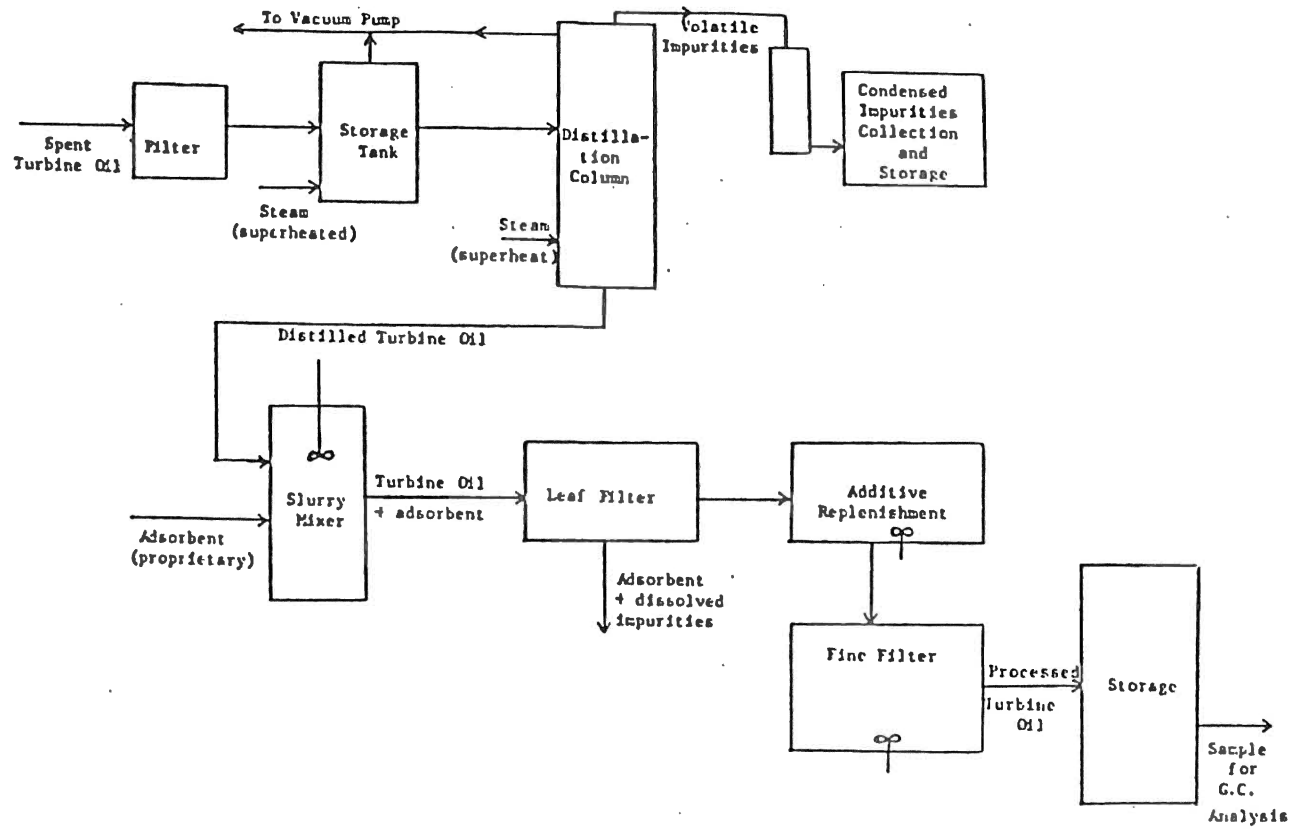 To Vacuum Pump
Volatile
Impurities
Condensed
Impurities
Collection
and
Storage
Spent
Turbine Oil
Filter
Storage
Tank
Distilla-
tion
Column
Steam
(superheated)
Steam
(superheat)
Distilled Turbine Oil
Slurry
Mixer
Adsorbent
(proprietary)
Turbine Oil
+ adsorbent
Leaf Filter
Additive
Replenishment
Adsorbent
+ dissolved
impurities
Fine Filter
Processed
Turbine
Oil
Storage
Sample
for
G.C.
Analysis